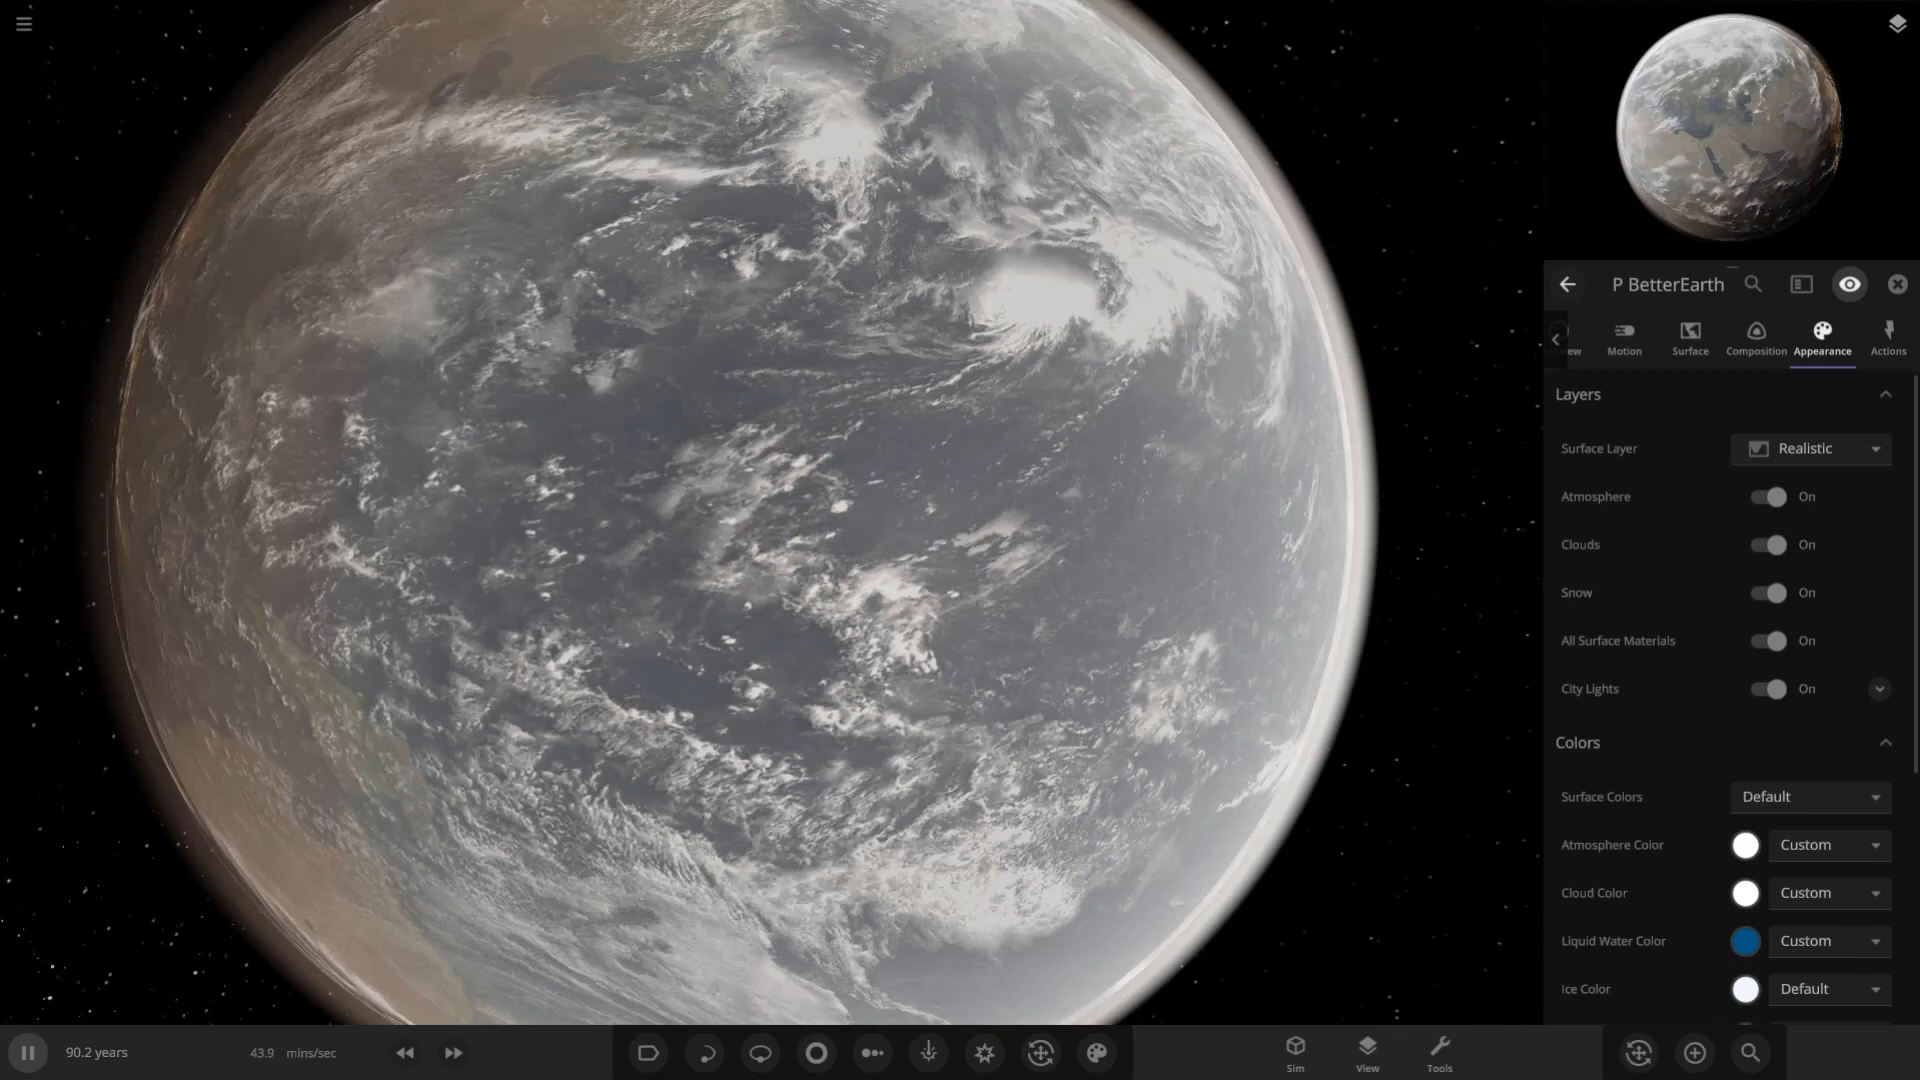 P BetterEarth
ew
Motion
Surface
Composition
Appearance
Actions
Layers
Surface Layer
Realistic
Atmosphere
On
Clouds
On
Snow
On
All Surface Materials
On
City Lights
On
Colors
Surface Colors
Default
Atmosphere Color
Custom
Cloud Color
Custom
Liquid Water Color
Custom
Ice Color
Default
90.2 years
43.9 mins/sec
Sim
View
Tools